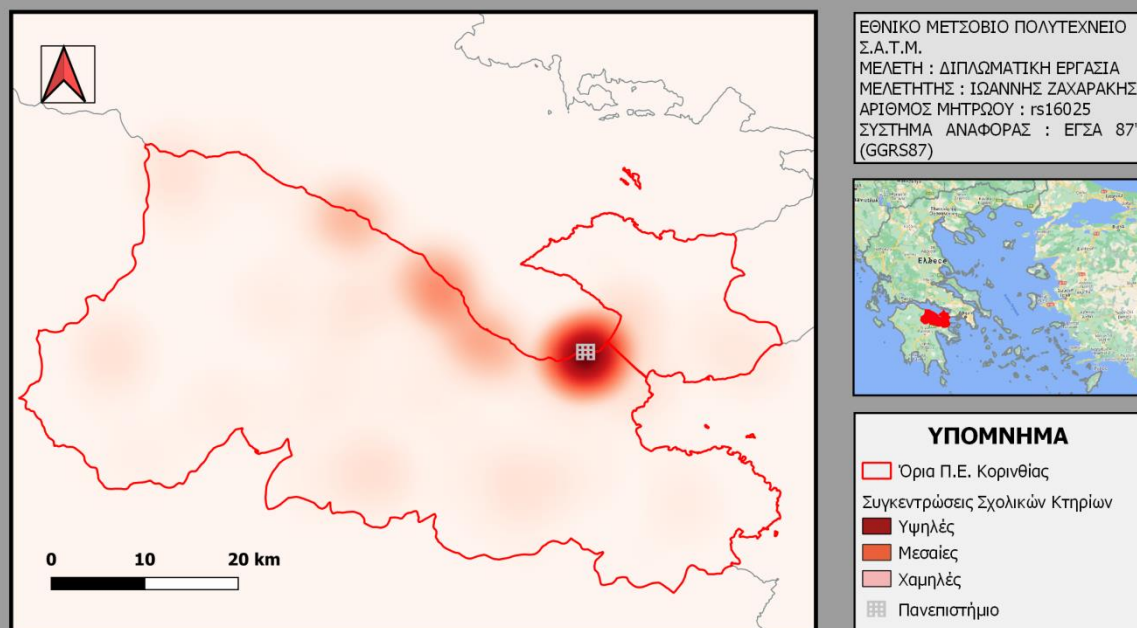 ΕΘΝΙΚΟ ΜΕΤΣΟΒΙΟ ΠΟΛΥΤΕΧΝΕΙΟ
Σ.Α.Τ.Μ.
ΜΕΛΕΤΗ : ΔΙΠΛΩΜΑΤΙΚΗ ΕΡΓΑΣΙΑ
ΜΕΛΕΤΗΤΗΣ : ΙΩΑΝΝΗΣ ΖΑΧΑΡΑΚΗΣ
ΑΡΙΘΜΟΣ ΜΗΤΡΩΟΥ : rs16025
ΣΥΣΤΗΜΑ ΑΝΑΦΟΡΑΣ : ΕΓΣΑ 87'
(GGRS87)
Ελλάς
ΥΠΟΜΝΗΜΑ
Όρια Π.Ε. Κορινθίας
Συγκεντρώσεις Σχολικών Κτηρίων
Υψηλές
Μεσαίες
Χαμηλές
Πανεπιστήμιο
0 10 20 km